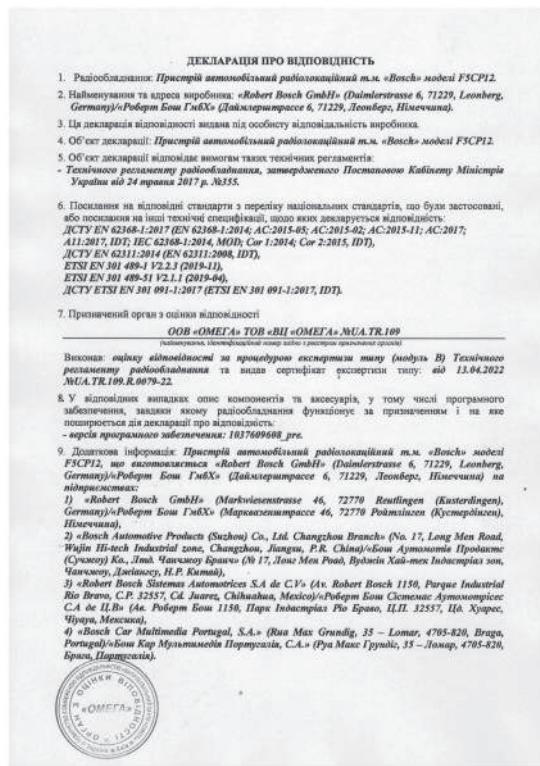 ДЕКЛАРАЦІЯ ПРО ВІДПОВІДНІСТЬ
1. Радіообладнання: Пристрій автомобільний радіолокаційний т.м. «Bosch» моделі F5CP12.
2. Найменування та адреса виробника: «Robert Bosch GmbH» (Daimlerstrasse 6, 71229, Leonberg,
Germany)/«Роберт Бош ГмбХ» (Даймлерштрассе 6, 71229, Леонберг, Німеччина).
3. Ця декларація відповідності видана під особисту відповідальність виробника.
4. Об'єкт декларації: Пристрій автомобільний радіолокаційний т.м. «Bosch» моделі F5CP12.
5. Об'єкт декларації відповідає вимогам таких технічних регламентів:
- Технічного регламенту радіообладнання, затвердженого Постановою Кабінету Міністрів
України від 24 травня 2017 р. №355.
6. Посилання на відповідні стандарти з переліку національних стандартів, що були застосовані,
або посилання на інші технічні специфікації, щодо яких декларується відповідність:
ДСТУ EN 62368-1:2017 (EN 62368-1:2014; AC:2015-05; AC:2015-02; AC:2015-11; AC:2017;
A11:2017, IDT; IEC 62368-1:2014, MOD; Cor 1:2014; Cor 2:2015, IDT),
ДСТУ EN 62311:2014 (EN 62311:2008, IDT),
ETSI EN 301 489-1 V2.2.3 (2019-11),
ETSI EN 301 489-51 V2.1.1 (2019-04),
ДСТУ ETSI EN 301 091-1:2017 (ETSI EN 301 091-1:2017, IDT).
7. Призначений орган з оцінки відповідності
ООВ «ОМЕГА» ТОВ «ВЦ «ОМЕГА» №UA.TR.109
(найменування, ідентифікаційний номер згідно з реєстром призначених органів)
Виконав: оцінку відповідності за процедурою експертизи типу (модуль В) Технічного
регламенту радіообладнання та видав сертифікат експертизи типу: від 13.04.2022
№UA.TR.109.R.0079-22.
8. У відповідних випадках опис компонентів та аксесуарів, у тому числі програмного
забезпечення, завдяки якому радіообладнання функціонує за призначенням і на яке
поширюється дія декларації про відповідність:
- версія програмного забезпечення: 1037609608_pre.
9. Додаткова інформація: Пристрій автомобільний радіолокаційний т.м. «Bosch» моделі
F5CP12, що виготовляється «Robert Bosch GmbH» (Daimlerstrasse 6, 71229, Leonberg,
Germany)/«Роберт Бош ГмбХ» (Даймлерштрассе 6, 71229, Леонберг, Німеччина) на
підприємствах:
1) «Robert Bosch GmbH» (Markwiesenstrasse 46, 72770 Reutlingen (Kusterdingen),
Germany)/«Роберт Бош ГмбХ» (Марквазенштрассе 46, 72770 Ройтлінген (Кустердінген),
Німеччина),
2) «Bosch Automotive Products (Suzhou) Co., Ltd. Changzhou Branch» (No. 17, Long Men Road,
Wujin Hi-tech Industrial zone, Changzhou, Jiangsu, P.R. China)/«Бош Аутомотів Продактс
(Сучжоу) Ко., Лтд. Чанчжоу Бранч» (№ 17, Лонг Мен Роад, Вуджін Хай-тек Індастріал зон,
Чанчжоу, Джіангсу, Н.Р. Китай),
3) «Robert Bosch Sistemas Automotrices S.A de C.V» (Av. Robert Bosch 1150, Parque Industrial
Rio Bravo, C.P. 32557, Cd. Juarez, Chihuahua, Mexico)/«Роберт Бош Сістемас Аутомотрісес
С.А де Ц.В» (Ав. Роберт Бош 1150, Парк Індастріал Ріо Браво, Ц.П. 32557, Цд. Хуарес,
Чіуауа, Мексика),
4) «Bosch Car Multimedia Portugal, S.A.» (Rua Max Grundig, 35 – Lomar, 4705-820, Braga,
Portugal)/«Бош Кар Мультимедія Португалія, С.А.» (Руа Макс Грундіг, 35 – Ломар, 4705-820,
Брага, Португалія).
ОРГАН З ОЦІНКИ ВІДПОВІДНОСТІ
«ОМЕГА»